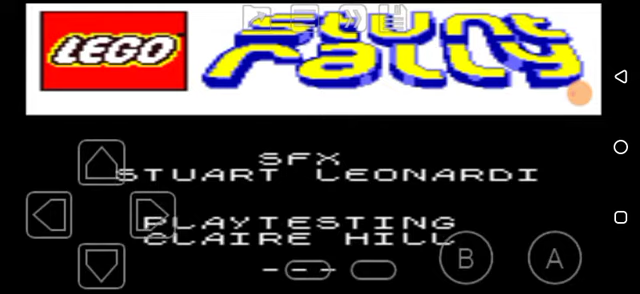 LEGO
Stunt
rally
SFX
STUART LEONARDI
PLAYTESTING
CLAIRE HILL
B
A